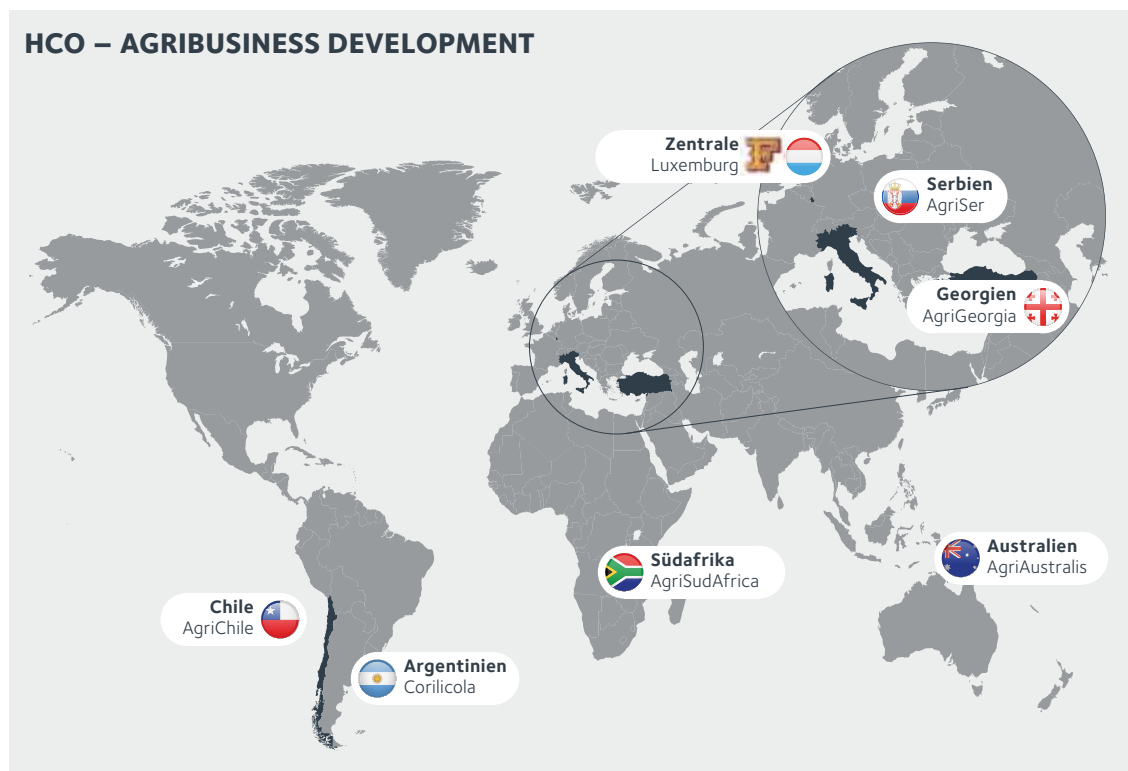 HCO – AGRIBUSINESS DEVELOPMENT
Zentrale
Luxemburg
F
Serbien
AgriSer
Georgien
AgriGeorgia
Südafrika
AgriSudAfrica
Australien
AgriAustralis
Chile
AgriChile
Argentinien
Corilicola